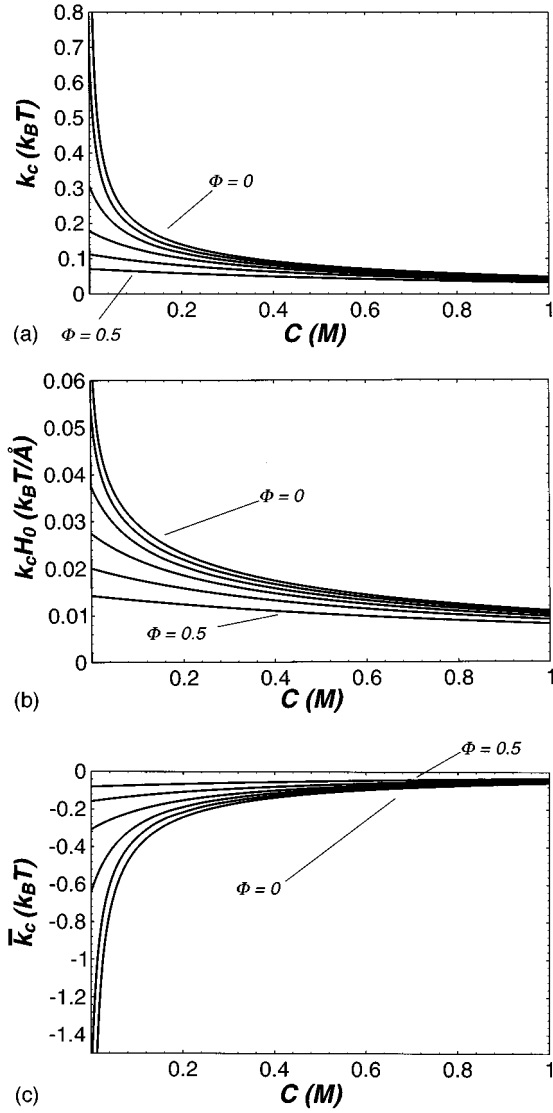 0.8
0.7
0.6
0.5
0.4
0.3
0.2
0.1
0
k_c (k_BT)
Φ = 0
Φ = 0.5
0.2
0.4
0.6
0.8
1
C (M)
(a)
0.06
0.05
0.04
0.03
0.02
0.01
0
k_cH_0 (k_BT/Å)
Φ = 0
Φ = 0.5
0.2
0.4
0.6
0.8
1
C (M)
(b)
0
-0.2
-0.4
-0.6
-0.8
-1
-1.2
-1.4
k̅_c (k_BT)
Φ = 0.5
Φ = 0
0.2
0.4
0.6
0.8
1
C (M)
(c)